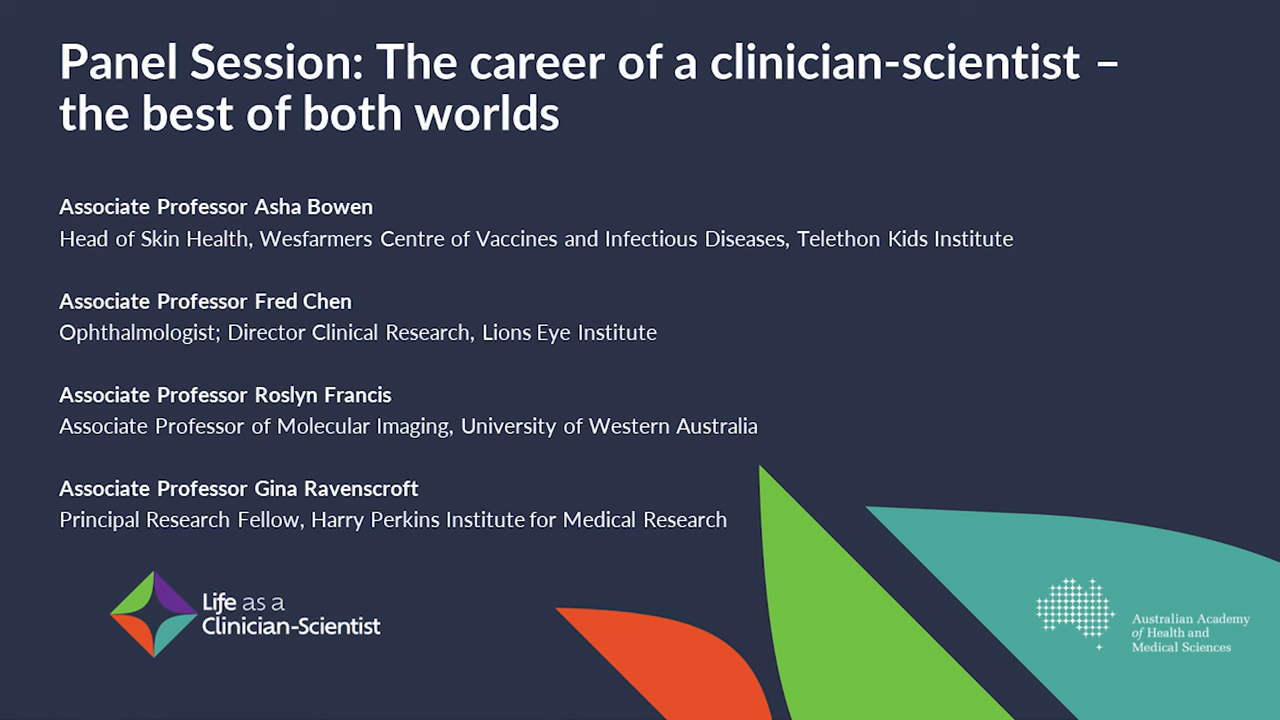 Panel Session: The career of a clinician-scientist –
the best of both worlds
Associate Professor Asha Bowen
Head of Skin Health, Wesfarmers Centre of Vaccines and Infectious Diseases, Telethon Kids Institute
Associate Professor Fred Chen
Ophthalmologist; Director Clinical Research, Lions Eye Institute
Associate Professor Roslyn Francis
Associate Professor of Molecular Imaging, University of Western Australia
Associate Professor Gina Ravenscroft
Principal Research Fellow, Harry Perkins Institute for Medical Research
Life as a
Clinician-Scientist
Australian Academy
of Health and
Medical Sciences